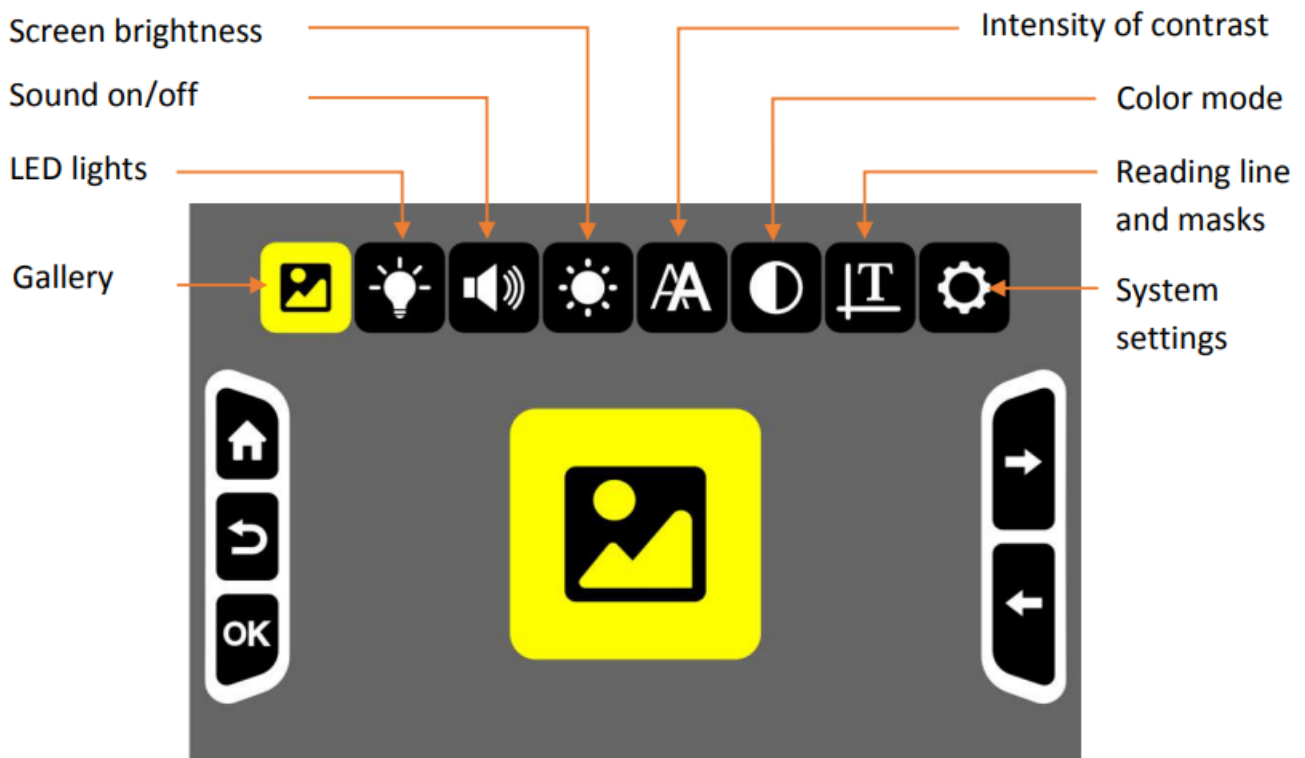 Screen brightness
Sound on/off
LED lights
Gallery
Intensity of contrast
Color mode
Reading line
and masks
System
settings
T
OK